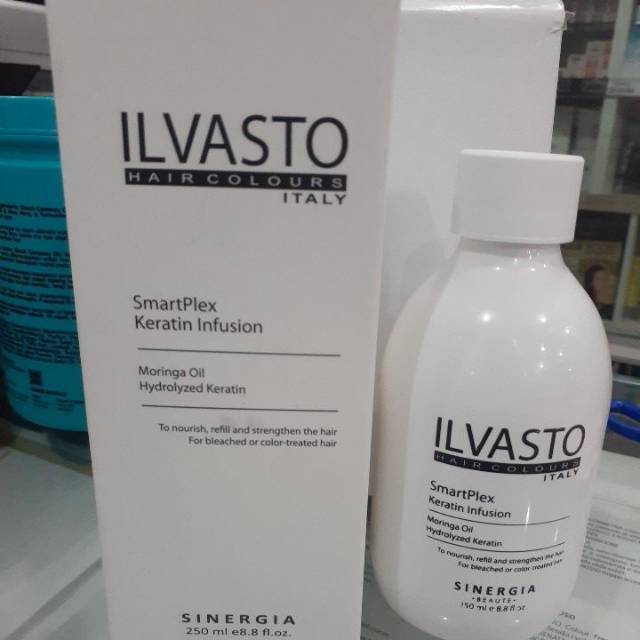 ILVASTO
HAIR COLOURS
ITALY
SmartPlex
Keratin Infusion
Moringa Oil
Hydrolyzed Keratin
To nourish, refill and strengthen the hair
For bleached or color-treated hair
SINERGIA
250 ml e8.8 fl.oz.
ILVASTO
HAIR COLOURS
ITALY
SmartPlex
Keratin Infusion
Moringa Oil
Hydrolyzed Keratin
To nourish, refill and strengthen the hair
For bleached or color treated hair
SINERGIA
BEAUTE
250 ml e8.8 fl.oz